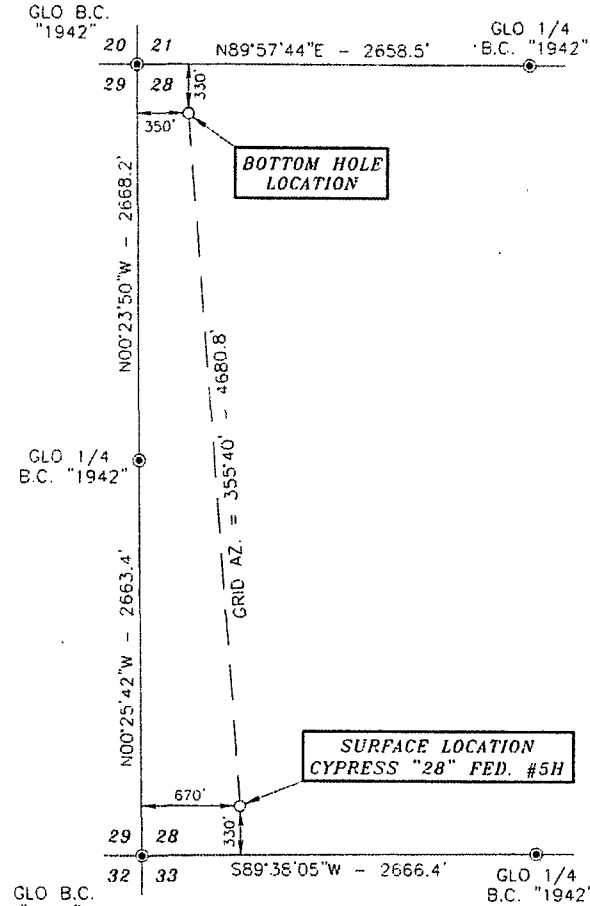 GLO B.C.
"1942"
GLO 1/4
B.C. "1942"
20 21
N89°57'44"E - 2658.5'
29 28
330'
350'
BOTTOM HOLE
LOCATION
N00°23'50"W - 2668.2'
GRID AZ. = 355°40' - 4680.8'
GLO 1/4
B.C. "1942"
N00°25'42"W - 2663.4'
SURFACE LOCATION
CYPRESS "28" FED. #5H
670'
330'
29 28
S89°38'05"W - 2666.4'
32 33
GLO B.C.
GLO 1/4
B.C. "1942'